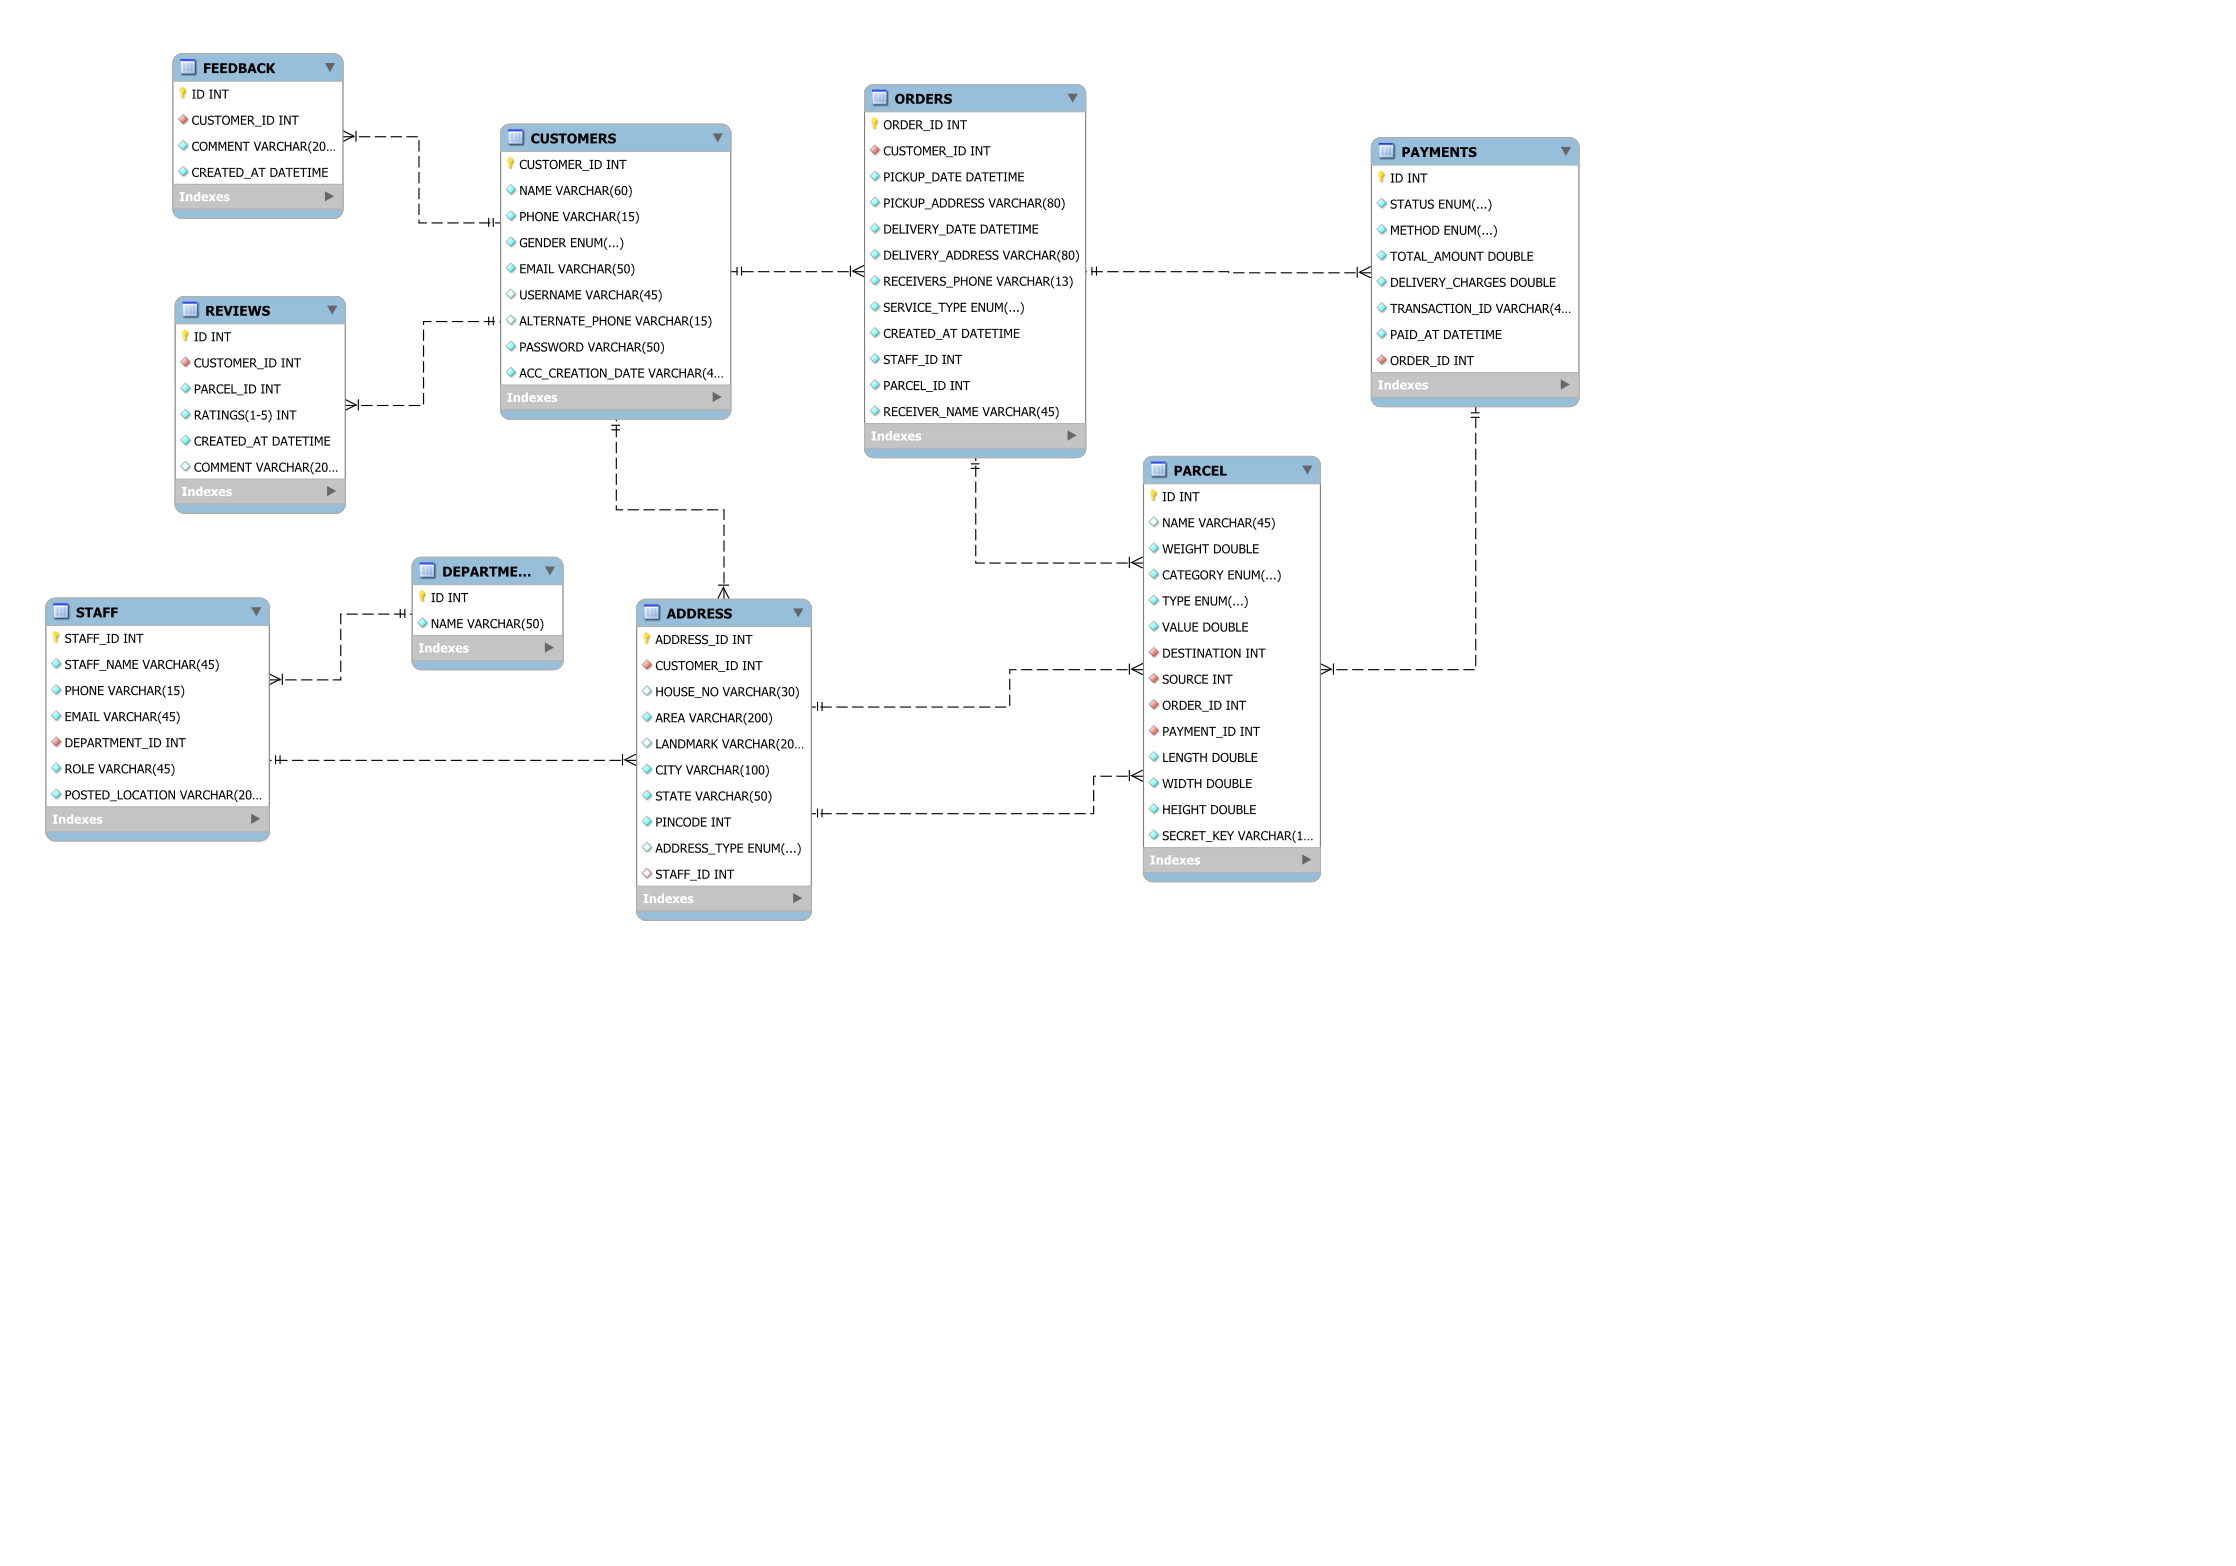 FEEDBACK
ID INT
CUSTOMER_ID INT
COMMENT VARCHAR(20...
CREATED_AT DATETIME
Indexes
CUSTOMERS
CUSTOMER_ID INT
NAME VARCHAR(60)
PHONE VARCHAR(15)
GENDER ENUM(...)
EMAIL VARCHAR(50)
USERNAME VARCHAR(45)
ALTERNATE_PHONE VARCHAR(15)
PASSWORD VARCHAR(50)
ACC_CREATION_DATE VARCHAR(4...
Indexes
ORDERS
ORDER_ID INT
CUSTOMER_ID INT
PICKUP_DATE DATETIME
PICKUP_ADDRESS VARCHAR(80)
DELIVERY_DATE DATETIME
DELIVERY_ADDRESS VARCHAR(80)
RECEIVERS_PHONE VARCHAR(13)
SERVICE_TYPE ENUM(...)
CREATED_AT DATETIME
STAFF_ID INT
PARCEL_ID INT
RECEIVER_NAME VARCHAR(45)
Indexes
PAYMENTS
ID INT
STATUS ENUM(...)
METHOD ENUM(...)
TOTAL_AMOUNT DOUBLE
DELIVERY_CHARGES DOUBLE
TRANSACTION_ID VARCHAR(4...
PAID_AT DATETIME
ORDER_ID INT
Indexes
REVIEWS
ID INT
CUSTOMER_ID INT
PARCEL_ID INT
RATINGS(1-5) INT
CREATED_AT DATETIME
COMMENT VARCHAR(20...
Indexes
PARCEL
ID INT
NAME VARCHAR(45)
WEIGHT DOUBLE
CATEGORY ENUM(...)
TYPE ENUM(...)
VALUE DOUBLE
DESTINATION INT
SOURCE INT
ORDER_ID INT
PAYMENT_ID INT
LENGTH DOUBLE
WIDTH DOUBLE
HEIGHT DOUBLE
SECRET_KEY VARCHAR(1...
Indexes
DEPARTME...
ID INT
NAME VARCHAR(50)
Indexes
STAFF
STAFF_ID INT
STAFF_NAME VARCHAR(45)
PHONE VARCHAR(15)
EMAIL VARCHAR(45)
DEPARTMENT_ID INT
ROLE VARCHAR(45)
POSTED_LOCATION VARCHAR(20...
Indexes
ADDRESS
ADDRESS_ID INT
CUSTOMER_ID INT
HOUSE_NO VARCHAR(30)
AREA VARCHAR(200)
LANDMARK VARCHAR(20...
CITY VARCHAR(100)
STATE VARCHAR(50)
PINCODE INT
ADDRESS_TYPE ENUM(...)
STAFF_ID INT
Indexes